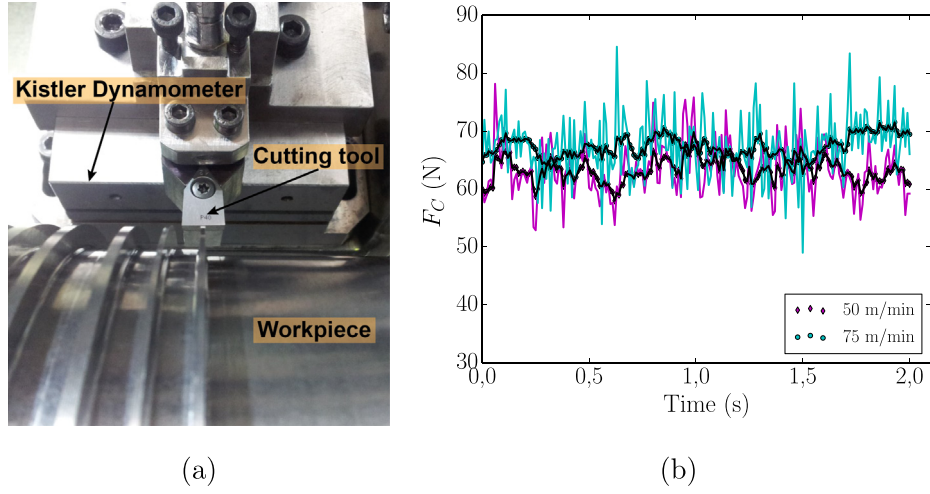 Kistler Dynamometer
Cutting tool
Workpiece
(a)
90
80
70
60
50
40
30
F_C (N)
50 m/min
75 m/min
0,0 0,5 1,0 1,5 2,0
Time (s)
(b)